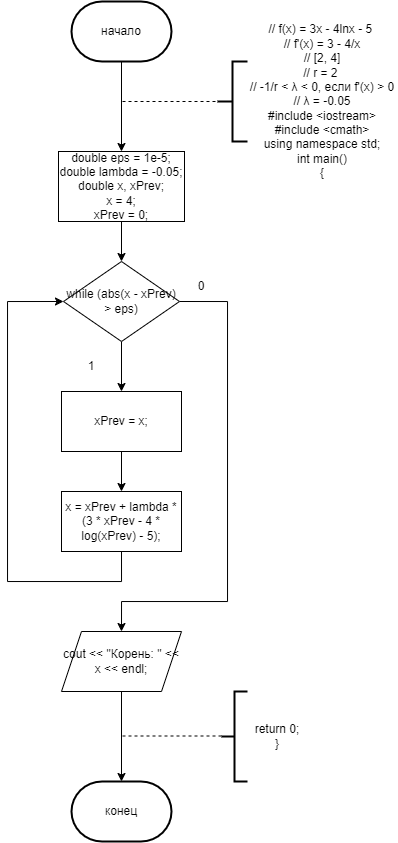 начало
// f(x) = 3x - 4lnx - 5
// f'(x) = 3 - 4/x
// [2, 4]
// r = 2
// -1/r < λ < 0, если f'(x) > 0
// λ = -0.05
#include <iostream>
#include <cmath>
using namespace std;
int main()
{
double eps = 1e-5;
double lambda = -0.05;
double x, xPrev;
x = 4;
xPrev = 0;
while (abs(x - xPrev)
> eps)
0
1
xPrev = x;
x = xPrev + lambda *
(3 * xPrev - 4 *
log(xPrev) - 5);
cout << "Корень: " <<
x << endl;
return 0;
}
конец